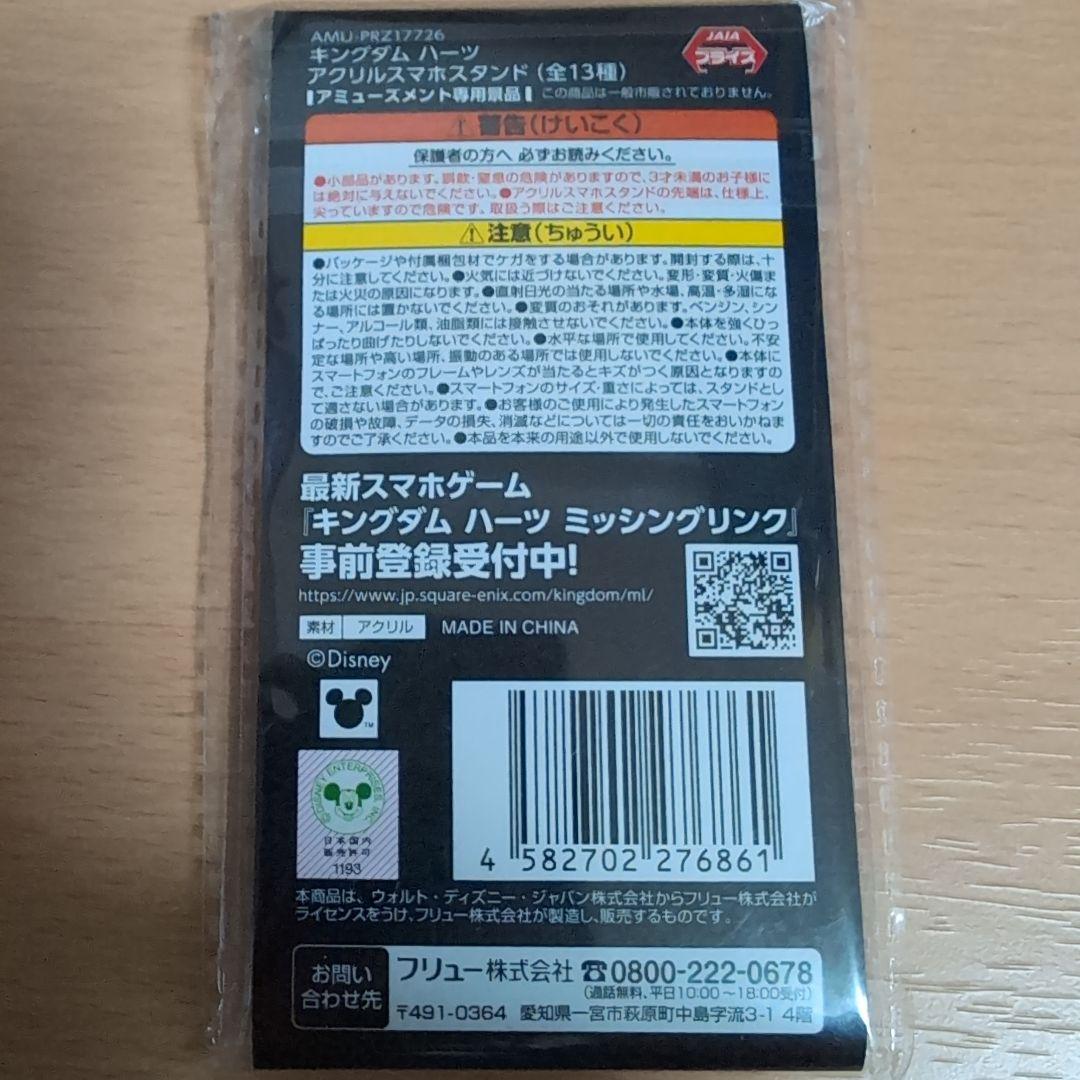 AMU-PRZ17726
キングダム ハーツ
アクリルスマホスタンド(全13種)
アミューズメント専用景品 この商品は一般市販されておりません。
JAIA
プライズ
⚠警告(けいこく)
保護者の方へ 必ずお読みください。
●小部品があります。誤飲・窒息の危険がありますので、3才未満のお子様に
は絶対に与えないでください。●アクリルスマホスタンドの先端は、仕様上、
尖っていますので危険です。取扱う際はご注意ください。
⚠注意(ちゅうい)
●パッケージや付属梱包材でケガをする場合があります。開封する際は、十
分に注意してください。●火気には近づけないでください。変形・変質・火傷ま
たは火災の原因になります。●直射日光の当たる場所や水場、高温・多湿にな
る場所には置かないでください。●変質のおそれがあります。ベンジン、シン
ナー、アルコール類、油脂類には接触させないでください。●本体を強くひっ
ぱったり曲げたりしないでください。●水平な場所で使用してください。不安
定な場所や高い場所、振動のある場所では使用しないでください。●本体に
スマートフォンのフレームやレンズが当たるとキズがつく原因となりますの
で、ご注意ください。●スマートフォンのサイズ・重さによっては、スタンドとし
て適さない場合があります。●お客様のご使用により発生したスマートフォン
の破損や故障、データの損失、消滅などについては一切の責任をおいかねま
すのでご了承ください。●本品を本来の用途以外で使用しないでください。
最新スマホゲーム
『キングダム ハーツ ミッシングリンク』
事前登録受付中!
https://www.jp.square-enix.com/kingdom/ml/
素材 アクリル MADE IN CHINA
©Disney
TM
©DISNEY ENTERPRISES, INC.
日本国内
販売許可
1193
4 582702 276861
本商品は、ウォルト・ディズニー・ジャパン株式会社からフリュー株式会社が
ライセンスをうけ、フリュー株式会社が製造し、販売するものです。
お問い
合わせ先
フリュー株式会社 ☎0800-222-0678
(通話無料、平日10:00～18:00受付)
〒491-0364 愛知県一宮市萩原町中島字流3-1 4階